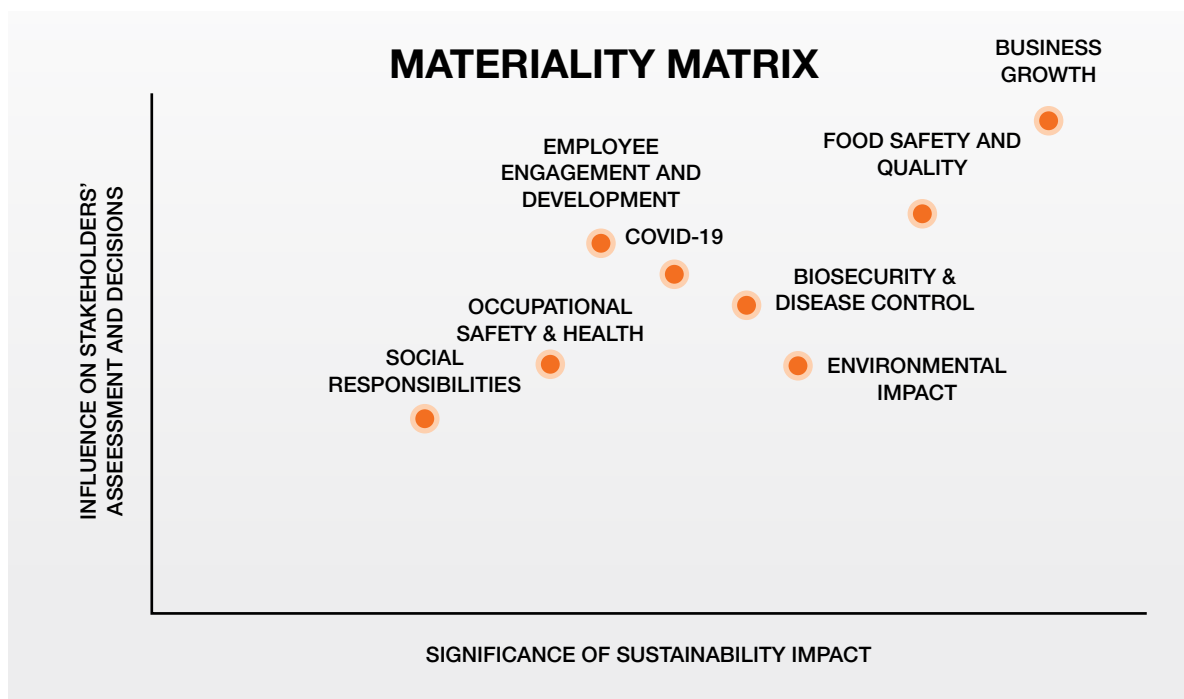 MATERIALITY MATRIX
BUSINESS
GROWTH
FOOD SAFETY AND
QUALITY
EMPLOYEE
ENGAGEMENT AND
DEVELOPMENT
COVID-19
BIOSECURITY &
DISEASE CONTROL
OCCUPATIONAL
SAFETY & HEALTH
SOCIAL
RESPONSIBILITIES
ENVIRONMENTAL
IMPACT
INFLUENCE ON STAKEHOLDERS’
ASSEESSMENT AND DECISIONS
SIGNIFICANCE OF SUSTAINABILITY IMPACT